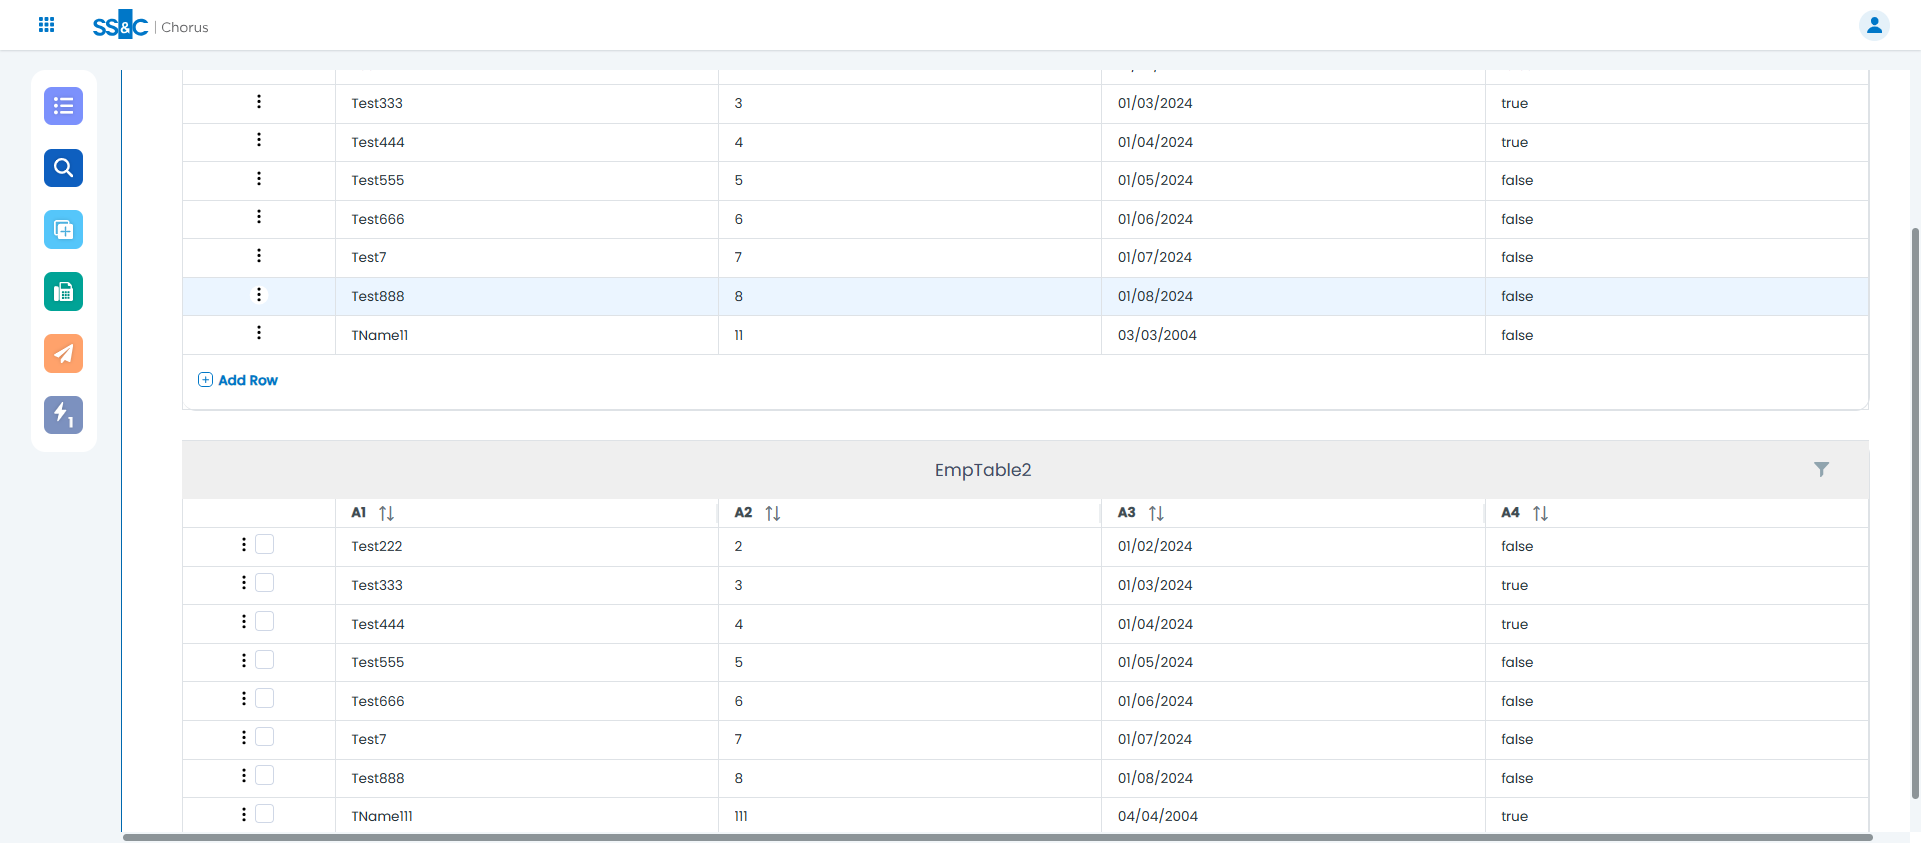 SS&C | Chorus
Test333 3 01/03/2024 true
Test444 4 01/04/2024 true
Test555 5 01/05/2024 false
Test666 6 01/06/2024 false
Test7 7 01/07/2024 false
Test888 8 01/08/2024 false
TName11 11 03/03/2004 false
Add Row
EmpTable2
A1 A2 A3 A4
Test222 2 01/02/2024 false
Test333 3 01/03/2024 true
Test444 4 01/04/2024 true
Test555 5 01/05/2024 false
Test666 6 01/06/2024 false
Test7 7 01/07/2024 false
Test888 8 01/08/2024 false
TName111 111 04/04/2004 true
1